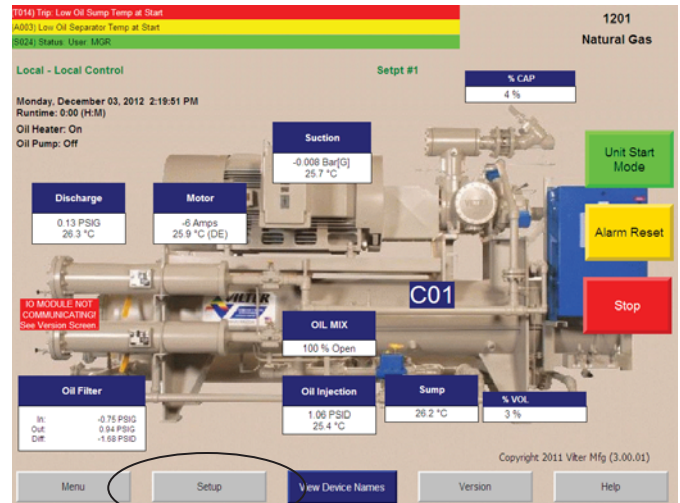 (T014) Trip: Low Oil Sump Temp at Start
(A003) Low Oil Separator Temp at Start
(S024) Status: User: MGR
1201
Natural Gas
Local - Local Control
Setpt #1
% CAP
4 %
Monday, December 03, 2012 2:19:51 PM
Runtime: 0:00 (H:M)
Oil Heater: On
Oil Pump: Off
Suction
-0.008 Bar[G]
25.7 °C
Unit Start
Mode
Discharge
0.13 PSIG
26.3 °C
Motor
-6 Amps
25.9 °C (DE)
Alarm Reset
C01
IO MODULE NOT
COMMUNICATING!
See Version Screen
VILTER
Stop
OIL MIX
100 % Open
Oil Filter
In: -0.75 PSIG
Out: 0.94 PSIG
Diff: -1.68 PSID
Oil Injection
1.06 PSID
25.4 °C
Sump
26.2 °C
% VOL
3 %
Copyright 2011 Vilter Mfg (3.00.01)
Menu
Setup
View Device Names
Version
Help